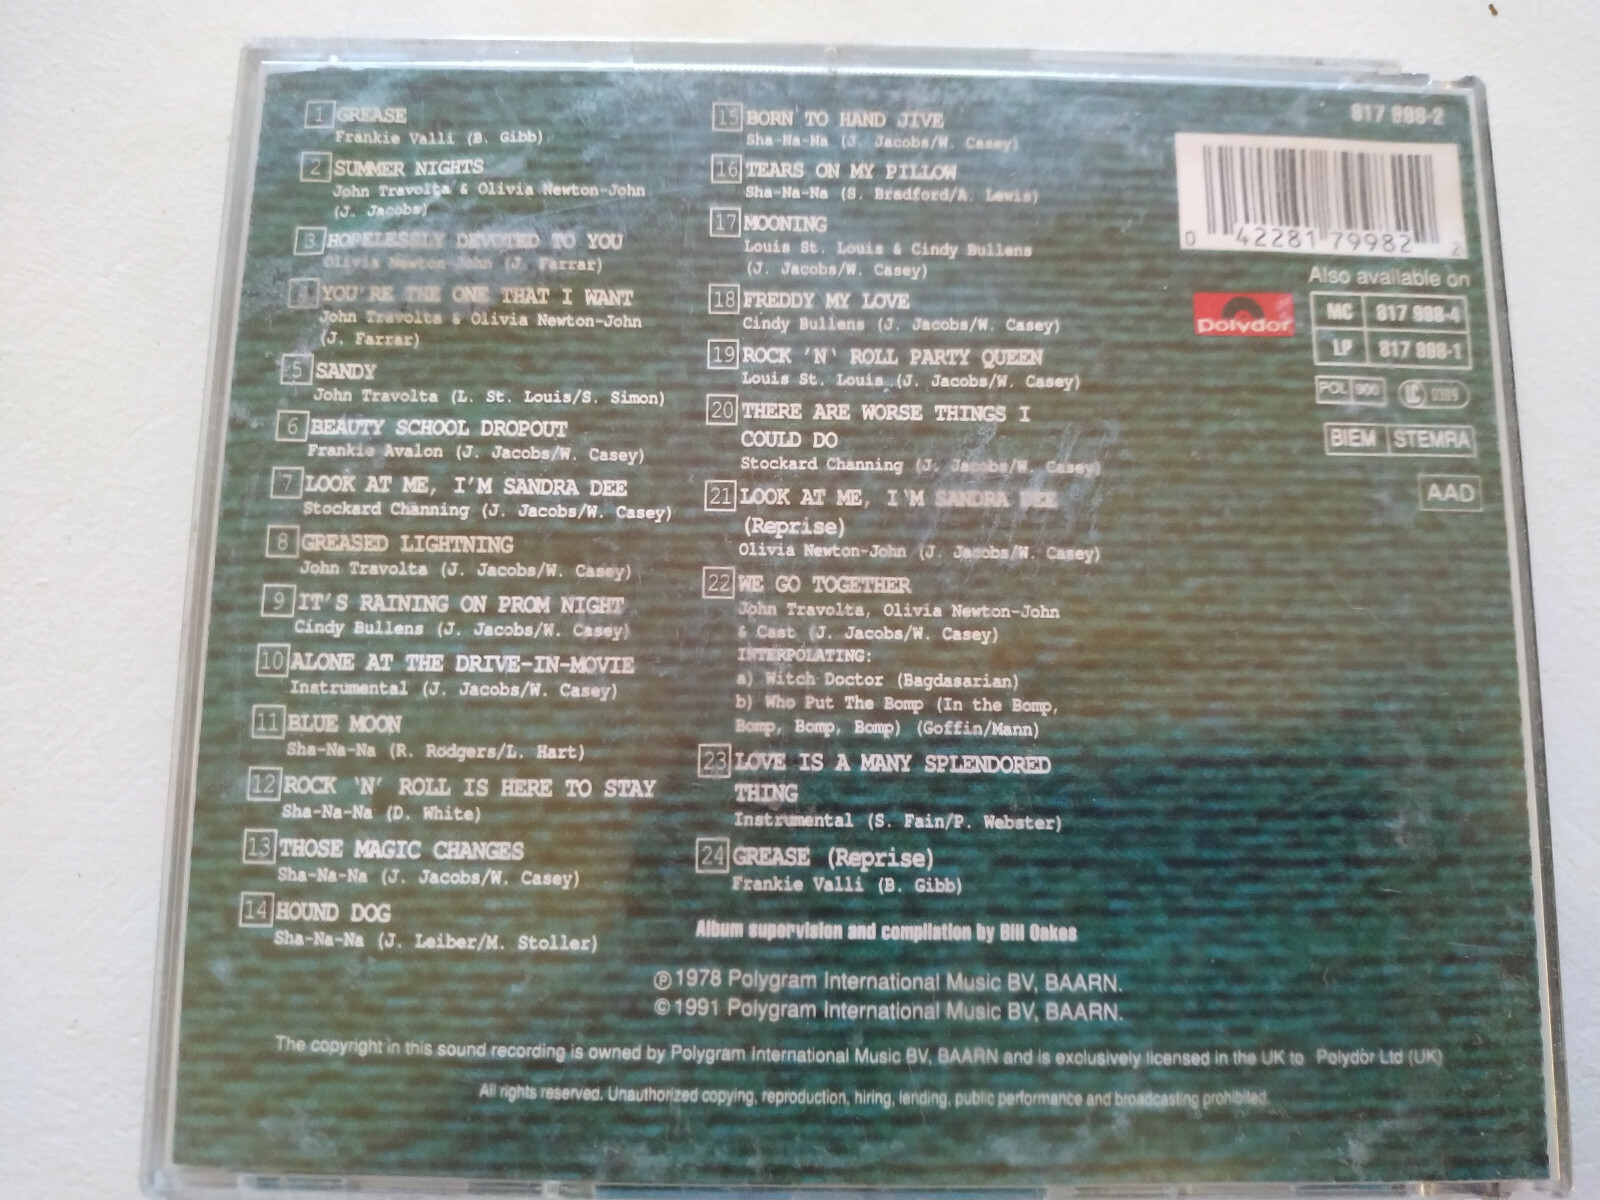 1 GREASE
Frankie Valli (B. Gibb)
2 SUMMER NIGHTS
John Travolta & Olivia Newton-John
(J. Jacobs)
3 HOPELESSLY DEVOTED TO YOU
Olivia Newton-John (J. Farrar)
4 YOU'RE THE ONE THAT I WANT
John Travolta & Olivia Newton-John
(J. Farrar)
5 SANDY
John Travolta (L. St. Louis/S. Simon)
6 BEAUTY SCHOOL DROPOUT
Frankie Avalon (J. Jacobs/W. Casey)
7 LOOK AT ME, I'M SANDRA DEE
Stockard Channing (J. Jacobs/W. Casey)
8 GREASED LIGHTNING
John Travolta (J. Jacobs/W. Casey)
9 IT'S RAINING ON PROM NIGHT
Cindy Bullens (J. Jacobs/W. Casey)
10 ALONE AT THE DRIVE-IN-MOVIE
Instrumental (J. Jacobs/W. Casey)
11 BLUE MOON
Sha-Na-Na (R. Rodgers/L. Hart)
12 ROCK 'N' ROLL IS HERE TO STAY
Sha-Na-Na (D. White)
13 THOSE MAGIC CHANGES
Sha-Na-Na (J. Jacobs/W. Casey)
14 HOUND DOG
Sha-Na-Na (J. Leiber/M. Stoller)
15 BORN TO HAND JIVE
Sha-Na-Na (J. Jacobs/W. Casey)
16 TEARS ON MY PILLOW
Sha-Na-Na (S. Bradford/A. Lewis)
17 MOONING
Louis St. Louis & Cindy Bullens
(J. Jacobs/W. Casey)
18 FREDDY MY LOVE
Cindy Bullens (J. Jacobs/W. Casey)
19 ROCK 'N' ROLL PARTY QUEEN
Louis St. Louis (J. Jacobs/W. Casey)
20 THERE ARE WORSE THINGS I
COULD DO
Stockard Channing (J. Jacobs/W. Casey)
21 LOOK AT ME, I'M SANDRA DEE
(Reprise)
Olivia Newton-John (J. Jacobs/W. Casey)
22 WE GO TOGETHER
John Travolta, Olivia Newton-John
& Cast (J. Jacobs/W. Casey)
INTERPOLATING:
a) Witch Doctor (Bagdasarian)
b) Who Put The Bomp (In the Bomp,
Bomp, Bomp, Bomp) (Goffin/Mann)
23 LOVE IS A MANY SPLENDORED
THING
Instrumental (S. Fain/P. Webster)
24 GREASE (Reprise)
Frankie Valli (B. Gibb)
Album supervision and compilation by Bill Oakes
817 998-2
0 42281 79982 2
Also available on
polydor
MC 817 998-4
LP 817 998-1
POL 900 LC 0309
BIEM STEMRA
AAD
℗ 1978 Polygram International Music BV, BAARN.
© 1991 Polygram International Music BV, BAARN.
The copyright in this sound recording is owned by Polygram International Music BV, BAARN and is exclusively licensed in the UK to Polydor Ltd (UK)
All rights reserved. Unauthorized copying, reproduction, hiring, lending, public performance and broadcasting prohibited.